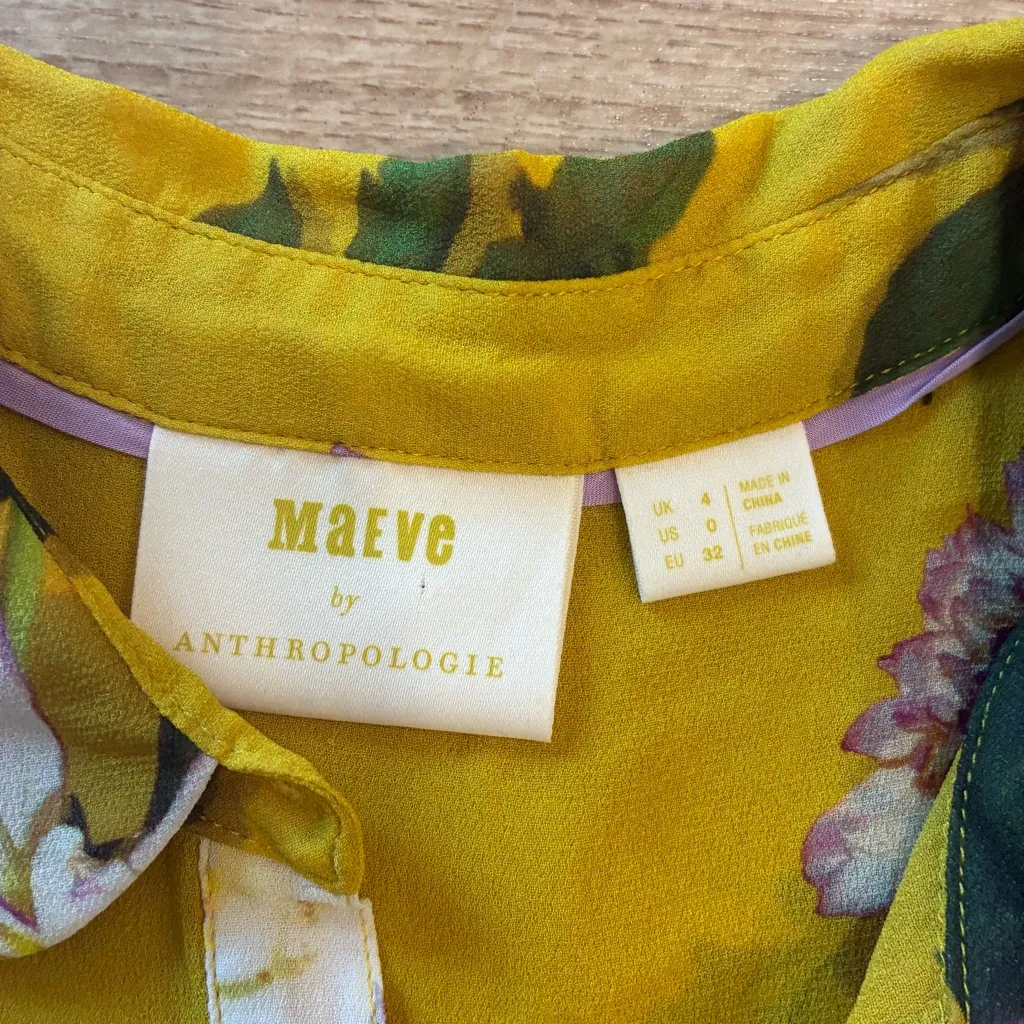 MaEVe
by
ANTHROPOLOGIE
UK 4
US 0
EU 32
MADE IN
CHINA
FABRIQUÉ
EN CHINE